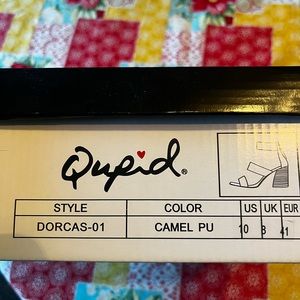 Qupid®
STYLE COLOR US UK EUR
DORCAS-01 CAMEL PU 10 8 41